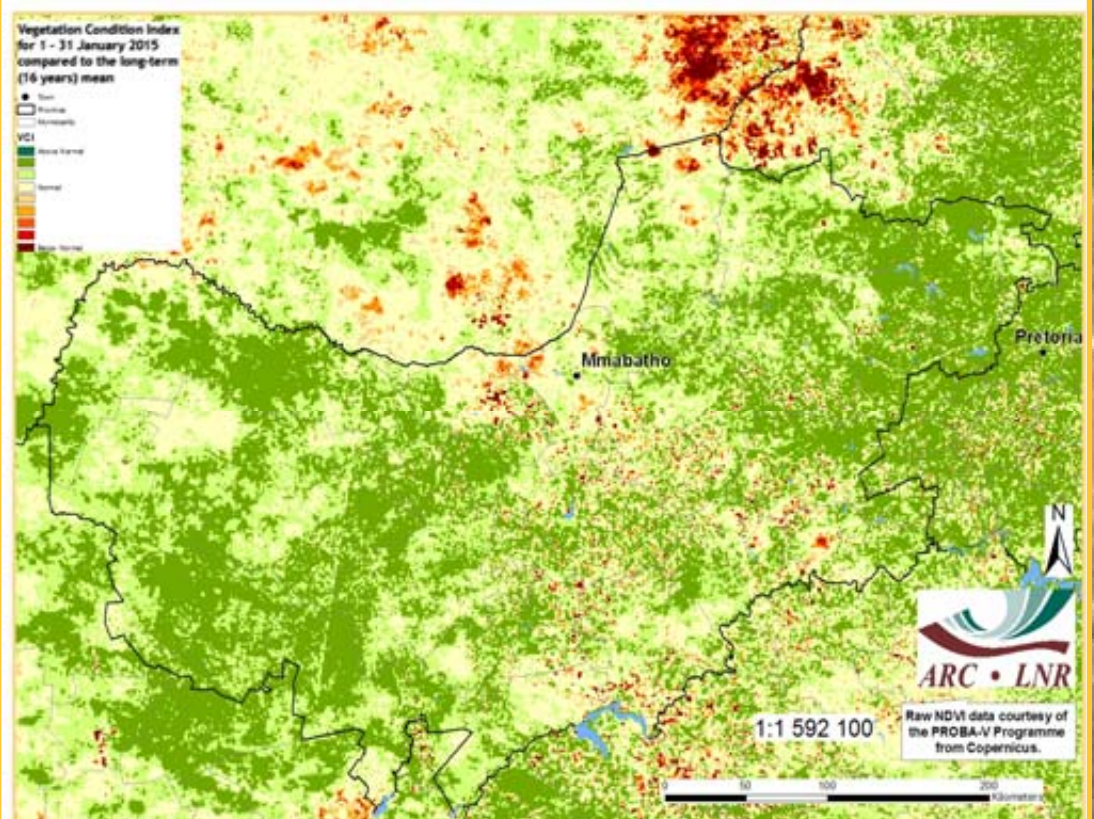 Vegetation Condition Index
for 1 - 31 January 2015
compared to the long-term
(16 years) mean
Town
Province
Municipality
VCI
Above Normal
Normal
Below Normal
Mmabatho
Pretoria
N
ARC • LNR
1:1 592 100
Raw NDVI data courtesy of
the PROBA-V Programme
from Copernicus.
0 50 100 200
Kilometers